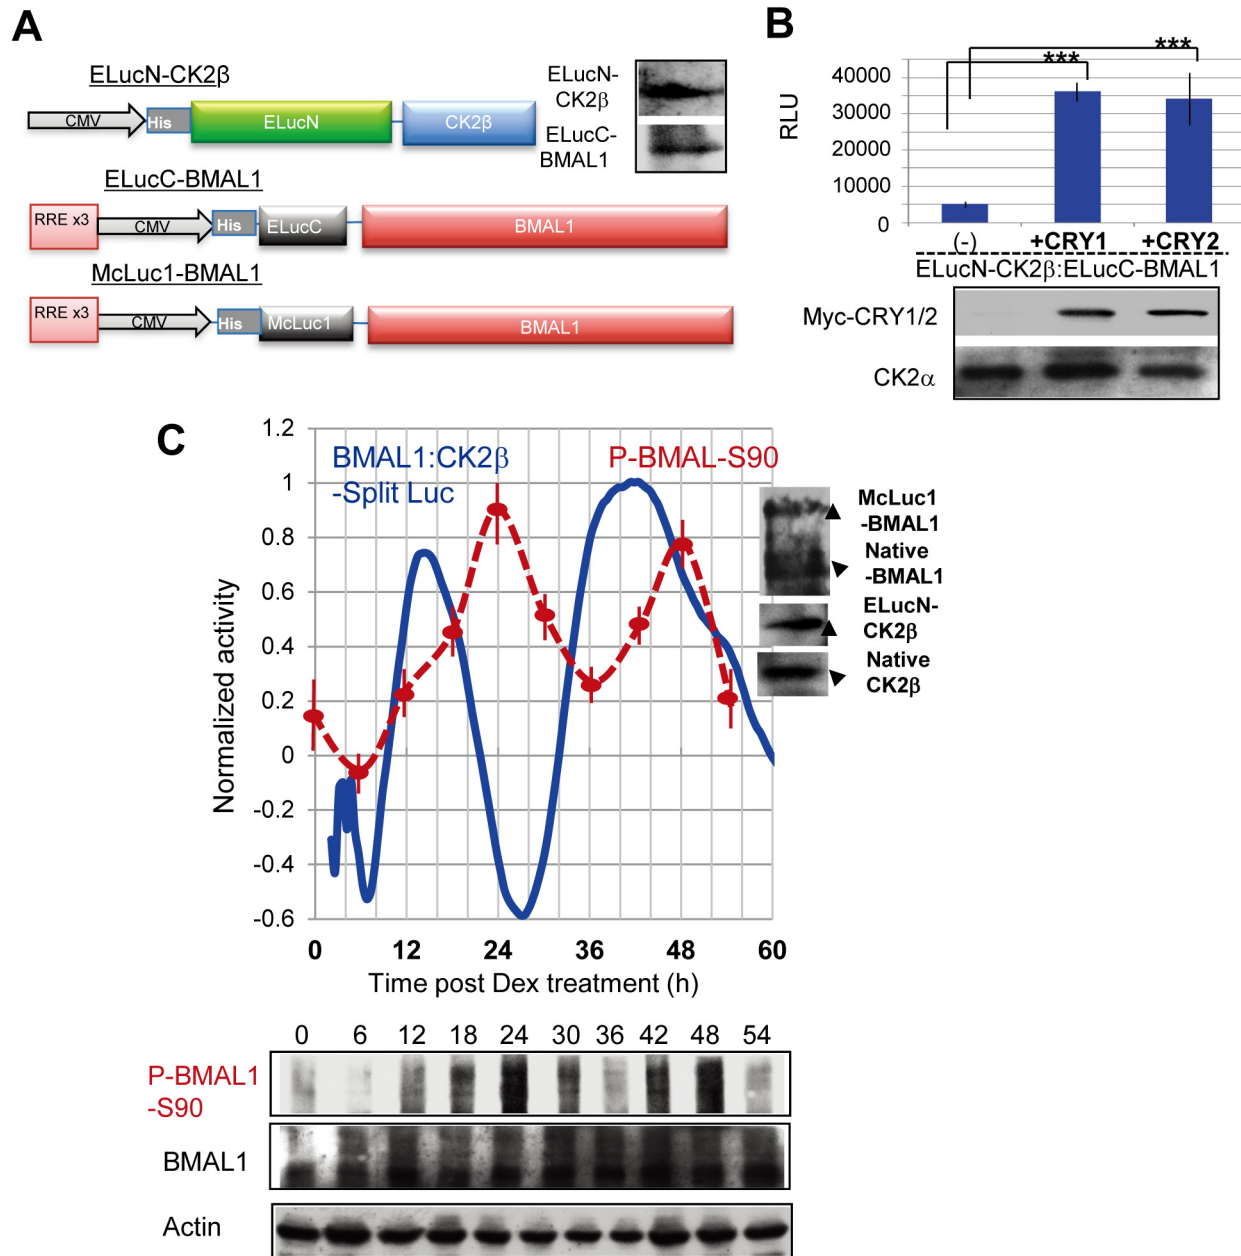 A
ELucN-CK2β
CMV
His
ELucN
CK2β
ELucN-
CK2β
ELucC-
BMAL1
ELucC-BMAL1
RRE x3
CMV
His
ELucC
BMAL1
McLuc1-BMAL1
RRE x3
CMV
His
McLuc1
BMAL1
B
***
***
RLU
40000
30000
20000
10000
0
(-)
+CRY1
+CRY2
ELucN-CK2β:ELucC-BMAL1
Myc-CRY1/2
CK2α
C
BMAL1:CK2β
-Split Luc
P-BMAL-S90
Normalized activity
1.2
1
0.8
0.6
0.4
0.2
0
-0.2
-0.4
-0.6
0 12 24 36 48 60
Time post Dex treatment (h)
McLuc1
-BMAL1
Native
-BMAL1
ELucN-
CK2β
Native
CK2β
0 6 12 18 24 30 36 42 48 54
P-BMAL1
-S90
BMAL1
Actin